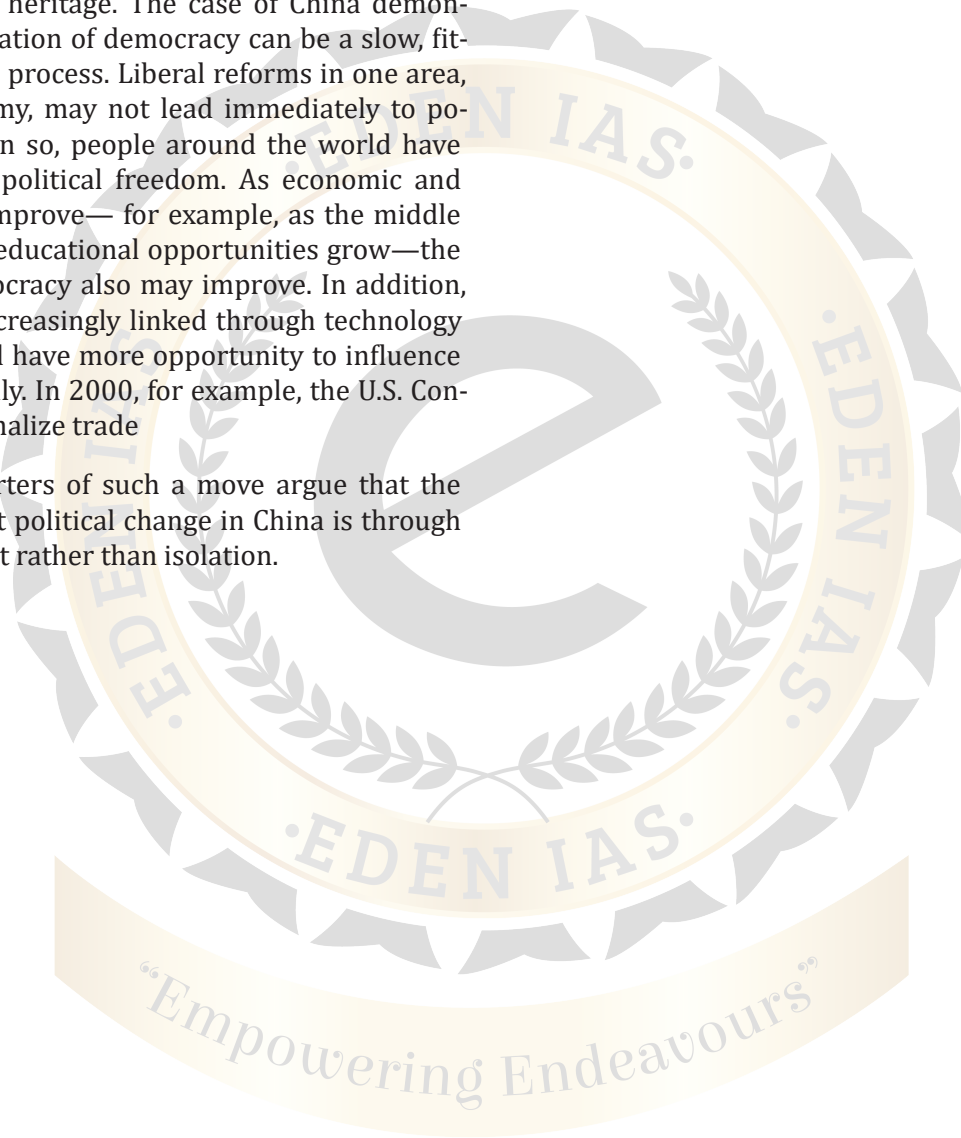 heritage. The case of China demon-
ation of democracy can be a slow, fit-
process. Liberal reforms in one area,
my, may not lead immediately to po-
n so, people around the world have
political freedom. As economic and
mprove— for example, as the middle
educational opportunities grow—the
ocracy also may improve. In addition,
creasingly linked through technology
l have more opportunity to influence
ly. In 2000, for example, the U.S. Con-
nalize trade
rters of such a move argue that the
t political change in China is through
t rather than isolation.
·EDEN IAS·
·EDEN IAS·
·EDEN IAS·
·EDEN IAS·
e
“Empowering Endeavours”